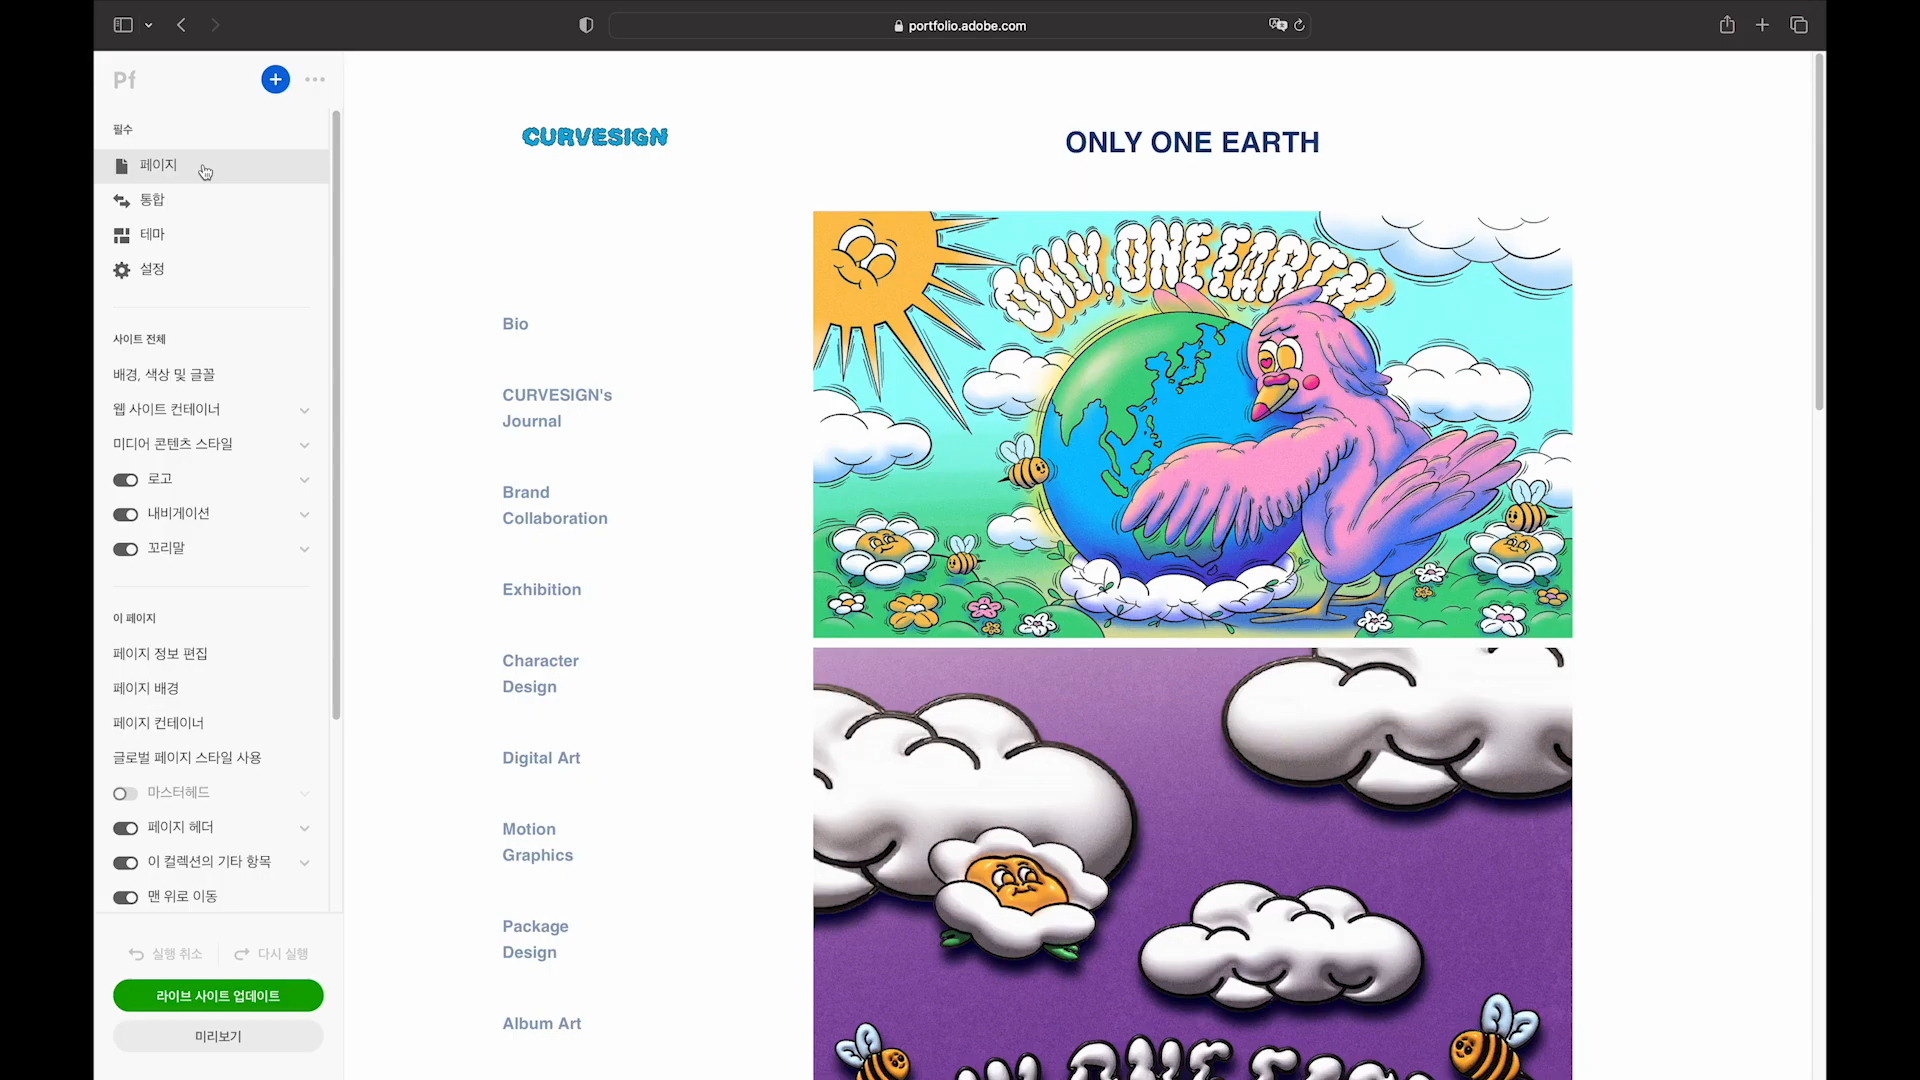 portfolio.adobe.com
Pf
필수
페이지
통합
테마
설정
사이트 전체
배경, 색상 및 글꼴
웹 사이트 컨테이너
미디어 콘텐츠 스타일
로고
내비게이션
꼬리말
이 페이지
페이지 정보 편집
페이지 배경
페이지 컨테이너
글로벌 페이지 스타일 사용
마스터헤드
페이지 헤더
이 컬렉션의 기타 항목
맨 위로 이동
실행 취소
다시 실행
라이브 사이트 업데이트
미리보기
CURVESIGN
Bio
CURVESIGN's
Journal
Brand
Collaboration
Exhibition
Character
Design
Digital Art
Motion
Graphics
Package
Design
Album Art
ONLY ONE EARTH
ONLY, ONE EARTH